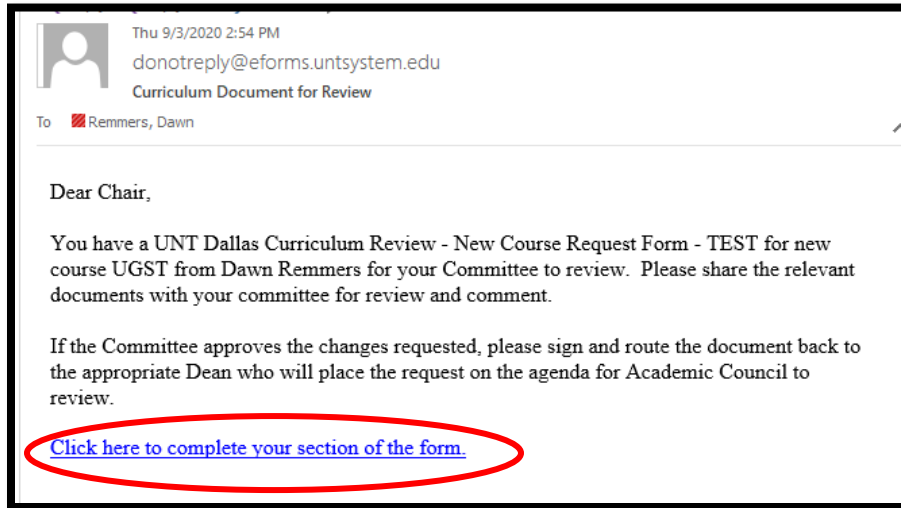 Thu 9/3/2020 2:54 PM
donotreply@eforms.untsystem.edu
Curriculum Document for Review
To Remmers, Dawn
Dear Chair,
You have a UNT Dallas Curriculum Review - New Course Request Form - TEST for new
course UGST from Dawn Remmers for your Committee to review. Please share the relevant
documents with your committee for review and comment.
If the Committee approves the changes requested, please sign and route the document back to
the appropriate Dean who will place the request on the agenda for Academic Council to
review.
Click here to complete your section of the form.